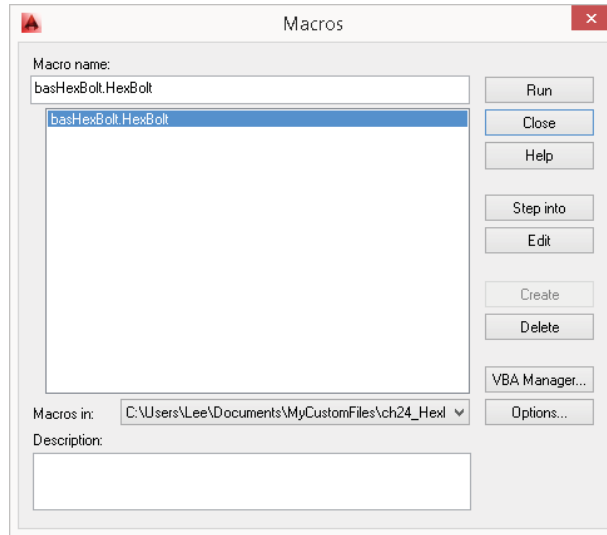 Macros
Macro name:
basHexBolt.HexBolt
basHexBolt.HexBolt
Run
Close
Help
Step into
Edit
Create
Delete
VBA Manager...
Macros in:
C:\Users\Lee\Documents\MyCustomFiles\ch24_Hexl
Options...
Description: